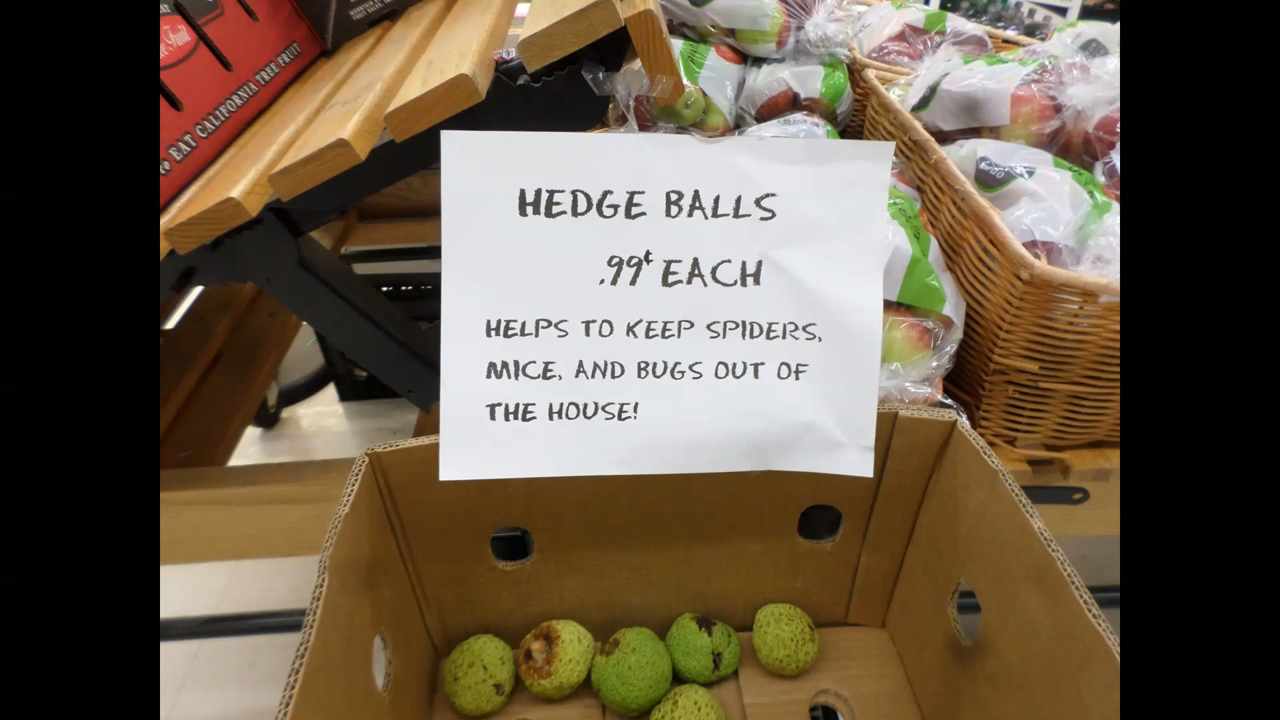 to EAT CALIFORNIA TREE FRUIT
HEDGE BALLS
.99¢ EACH
HELPS TO KEEP SPIDERS,
MICE, AND BUGS OUT OF
THE HOUSE!